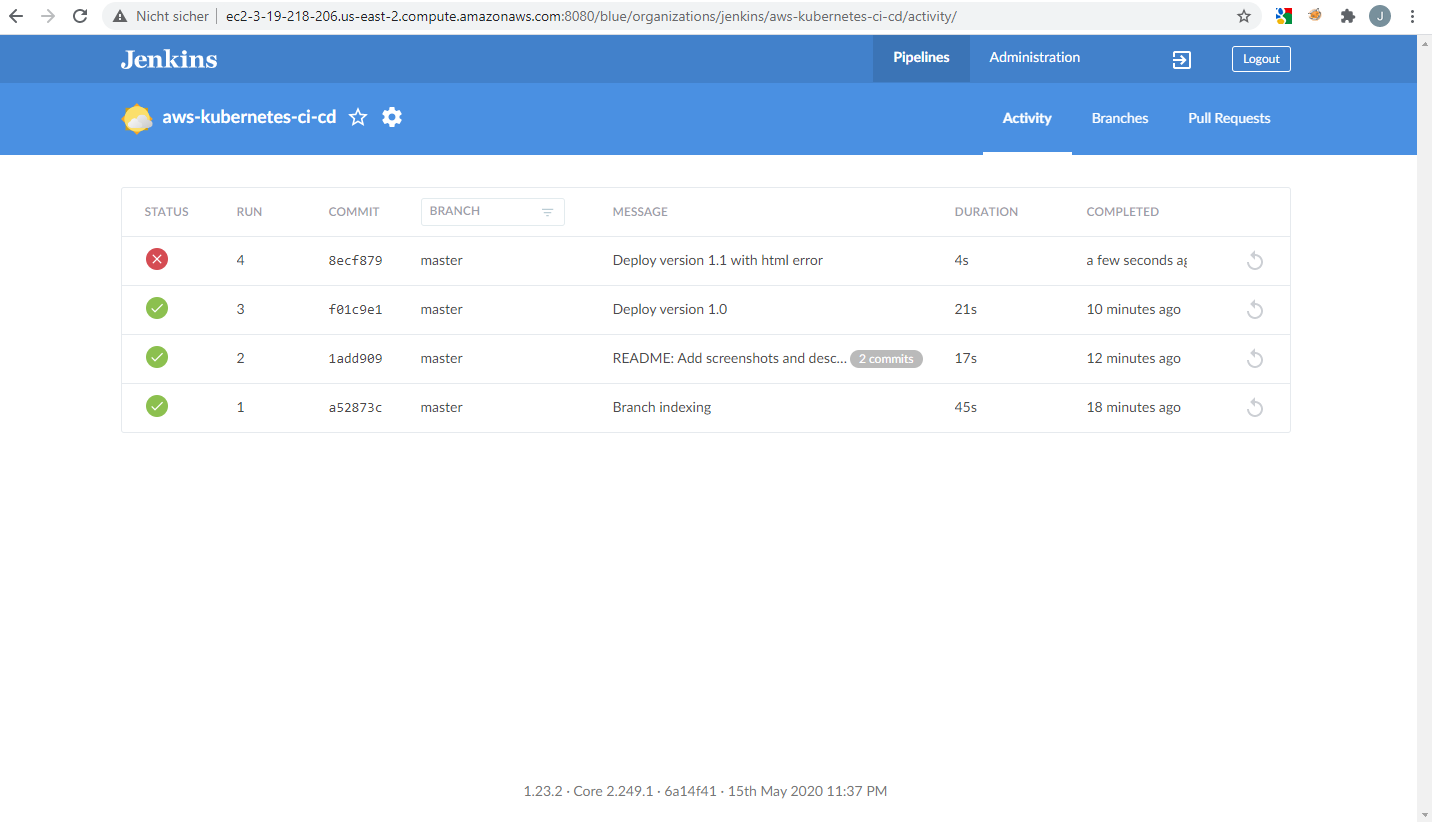 Nicht sicher ec2-3-19-218-206.us-east-2.compute.amazonaws.com:8080/blue/organizations/jenkins/aws-kubernetes-ci-cd/activity/ J
Jenkins Pipelines Administration Logout
aws-kubernetes-ci-cd Activity Branches Pull Requests
STATUS RUN COMMIT BRANCH MESSAGE DURATION COMPLETED
4 8ecf879 master Deploy version 1.1 with html error 4s a few seconds ag
3 f01c9e1 master Deploy version 1.0 21s 10 minutes ago
2 1add909 master README: Add screenshots and desc... 2 commits 17s 12 minutes ago
1 a52873c master Branch indexing 45s 18 minutes ago
1.23.2 · Core 2.249.1 · 6a14f41 · 15th May 2020 11:37 PM